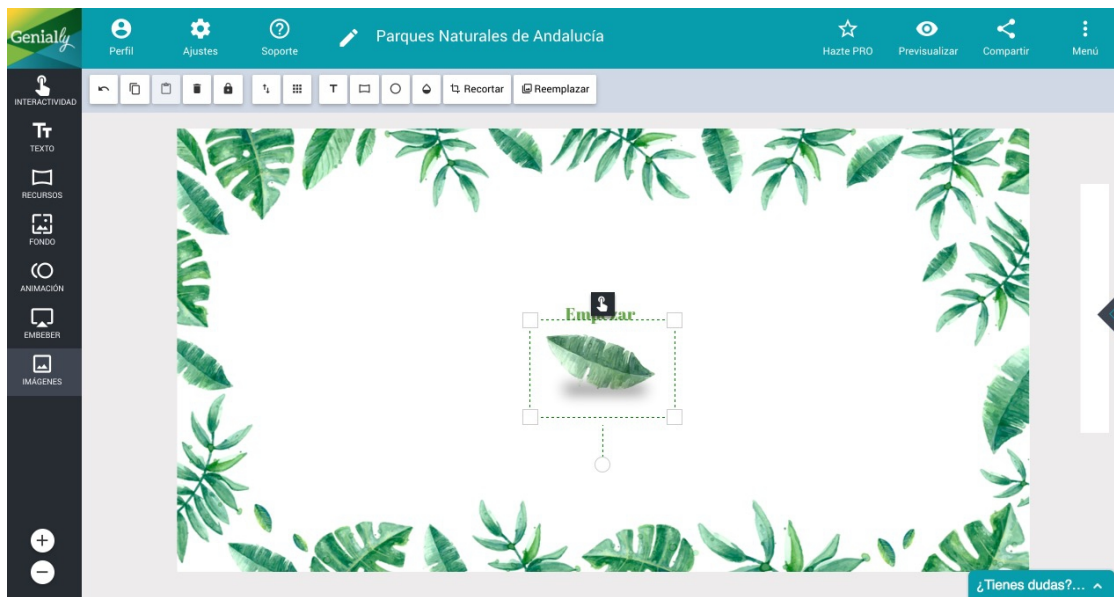 Genially
Perfil
Ajustes
Soporte
Parques Naturales de Andalucía
Hazte PRO
Previsualizar
Compartir
Menú
INTERACTIVIDAD
T
Recortar
Reemplazar
TEXTO
RECURSOS
FONDO
ANIMACIÓN
EMBEBER
IMÁGENES
Empezar
¿Tienes dudas?...